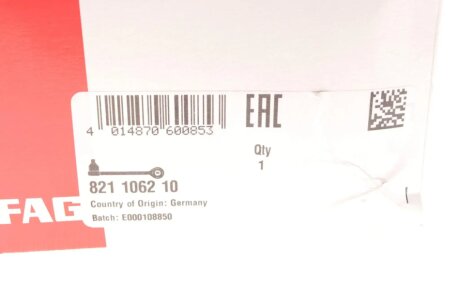 EAC
4 014870 600853
Qty
1
821 1062 10
Country of Origin: Germany
Batch: E000108850
FAG